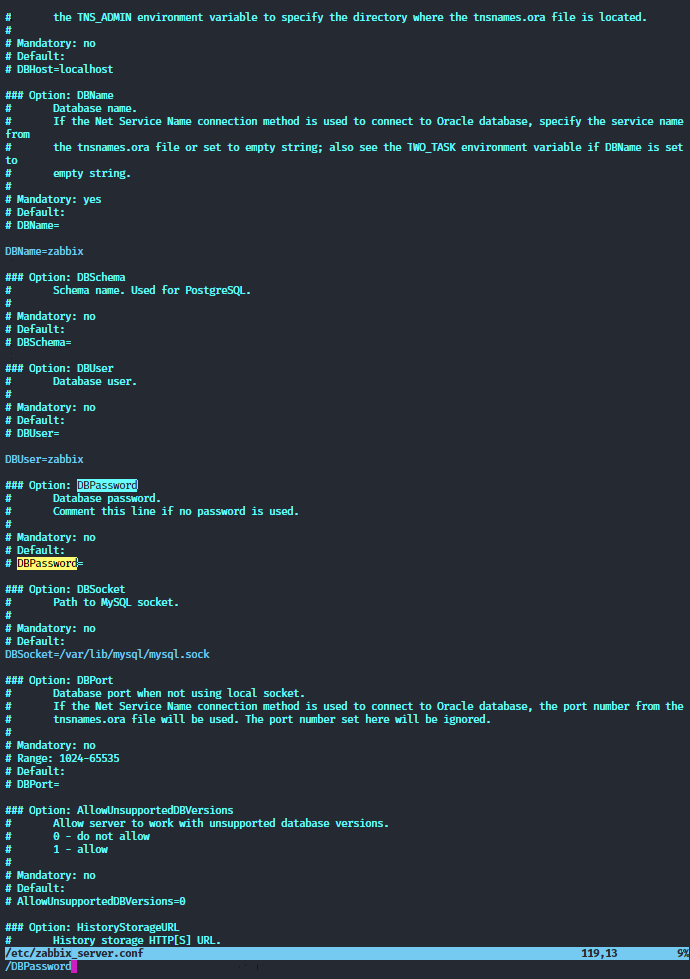 #       the TNS_ADMIN environment variable to specify the directory where the tnsnames.ora file is located.
#
# Mandatory: no
# Default:
# DBHost=localhost

### Option: DBName
#       Database name.
#       If the Net Service Name connection method is used to connect to Oracle database, specify the service name
from
#       the tnsnames.ora file or set to empty string; also see the TWO_TASK environment variable if DBName is set
to
#       empty string.
#
# Mandatory: yes
# Default:
# DBName=

DBName=zabbix

### Option: DBSchema
#       Schema name. Used for PostgreSQL.
#
# Mandatory: no
# Default:
# DBSchema=

### Option: DBUser
#       Database user.
#
# Mandatory: no
# Default:
# DBUser=

DBUser=zabbix

### Option: DBPassword
#       Database password.
#       Comment this line if no password is used.
#
# Mandatory: no
# Default:
# DBPassword=

### Option: DBSocket
#       Path to MySQL socket.
#
# Mandatory: no
# Default:
DBSocket=/var/lib/mysql/mysql.sock

### Option: DBPort
#       Database port when not using local socket.
#       If the Net Service Name connection method is used to connect to Oracle database, the port number from the
#       tnsnames.ora file will be used. The port number set here will be ignored.
#
# Mandatory: no
# Range: 1024-65535
# Default:
# DBPort=

### Option: AllowUnsupportedDBVersions
#       Allow server to work with unsupported database versions.
#       0 - do not allow
#       1 - allow
#
# Mandatory: no
# Default:
# AllowUnsupportedDBVersions=0

### Option: HistoryStorageURL
#       History storage HTTP[S] URL.
/etc/zabbix_server.conf 119,13 9%
/DBPassword